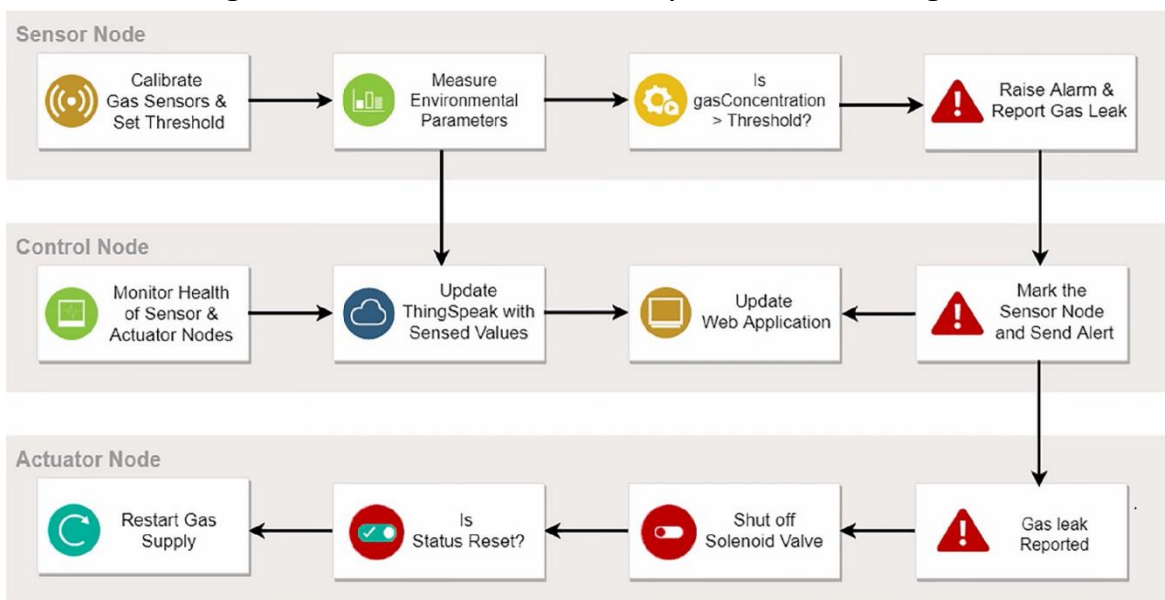 Sensor Node
Calibrate
Gas Sensors &
Set Threshold
Measure
Environmental
Parameters
Is
gasConcentration
> Threshold?
Raise Alarm &
Report Gas Leak
Control Node
Monitor Health
of Sensor &
Actuator Nodes
Update
ThingSpeak with
Sensed Values
Update
Web Application
Mark the
Sensor Node
and Send Alert
Actuator Node
Restart Gas
Supply
Is
Status Reset?
Shut off
Solenoid Valve
Gas leak
Reported